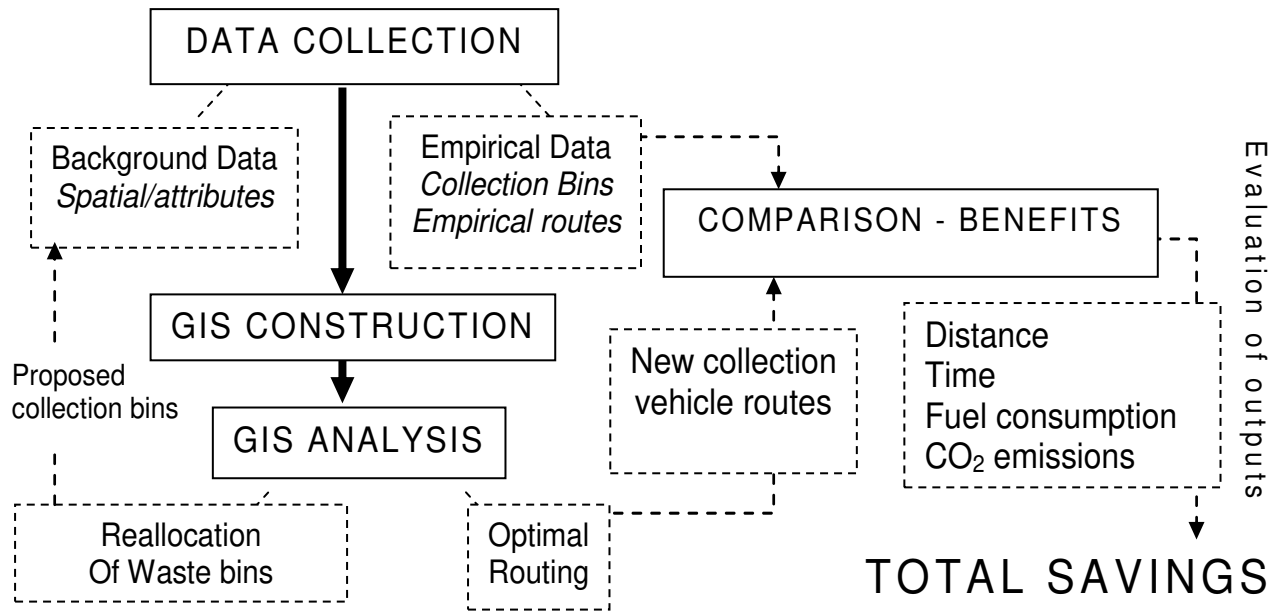 DATA COLLECTION
Background Data
Spatial/attributes
Empirical Data
Collection Bins
Empirical routes
COMPARISON - BENEFITS
GIS CONSTRUCTION
Proposed
collection bins
GIS ANALYSIS
New collection
vehicle routes
Distance
Time
Fuel consumption
CO₂ emissions
Evaluation of outputs
Reallocation
Of Waste bins
Optimal
Routing
TOTAL SAVINGS